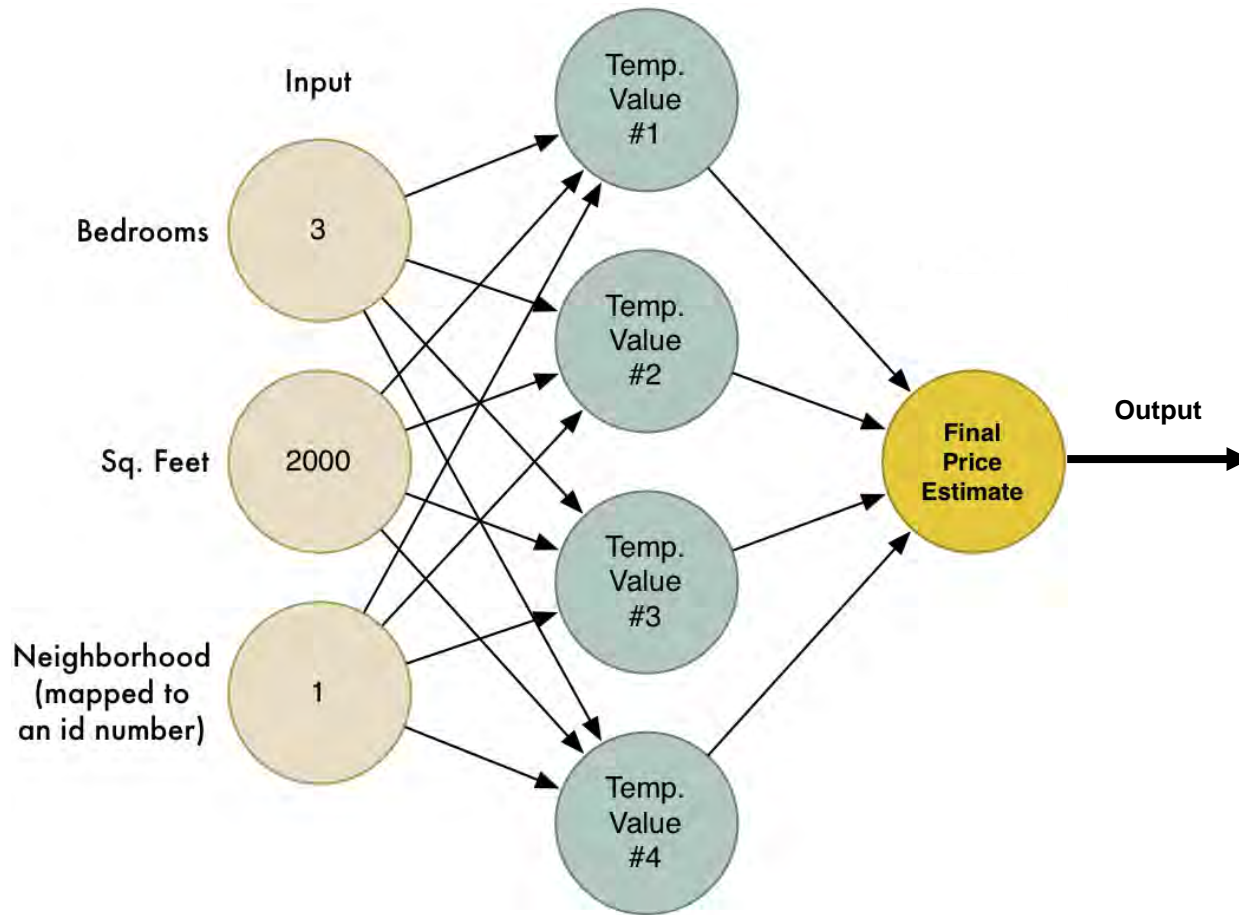 Input
Bedrooms
3
Sq. Feet
2000
Neighborhood
(mapped to
an id number)
1
Temp.
Value
#1
Temp.
Value
#2
Temp.
Value
#3
Temp.
Value
#4
Final
Price
Estimate
Output